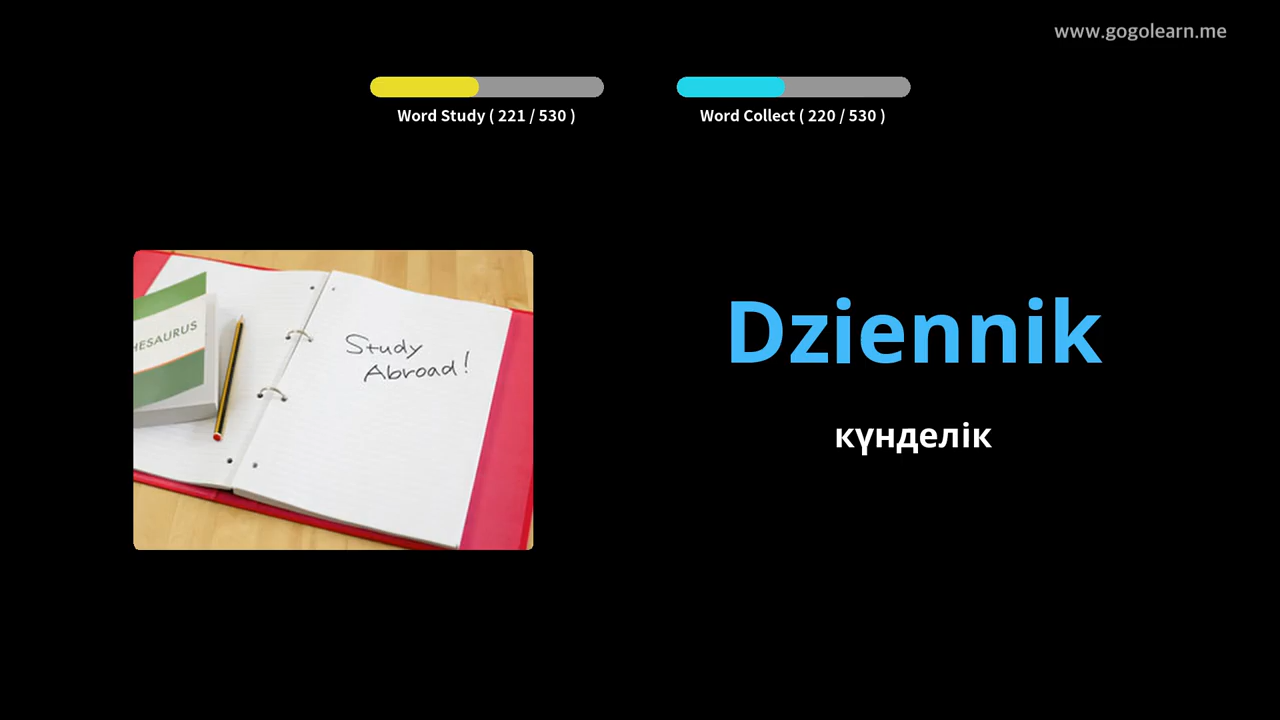 www.gogolearn.me
Word Study ( 221 / 530 )
Word Collect ( 220 / 530 )
HESAURUS
Study
Abroad!
Dziennik
күнделік